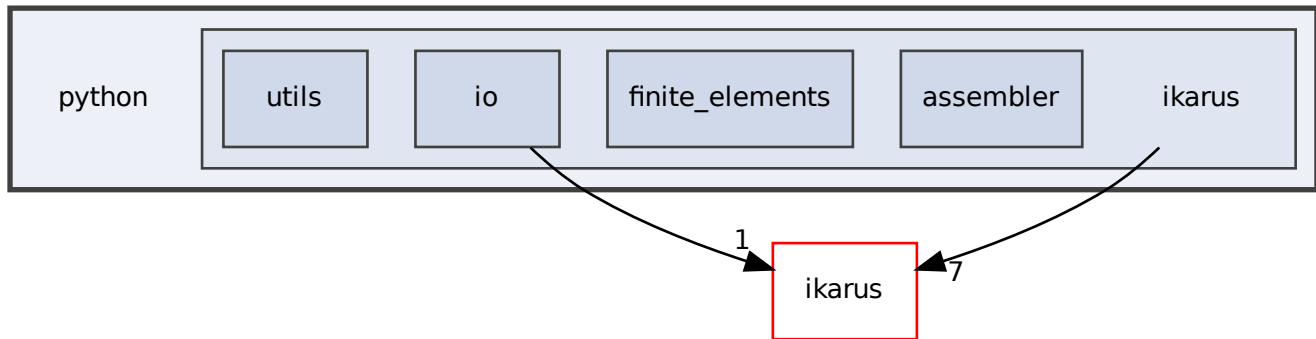 python
utils
io
finite_elements
assembler
ikarus
1
7
ikarus